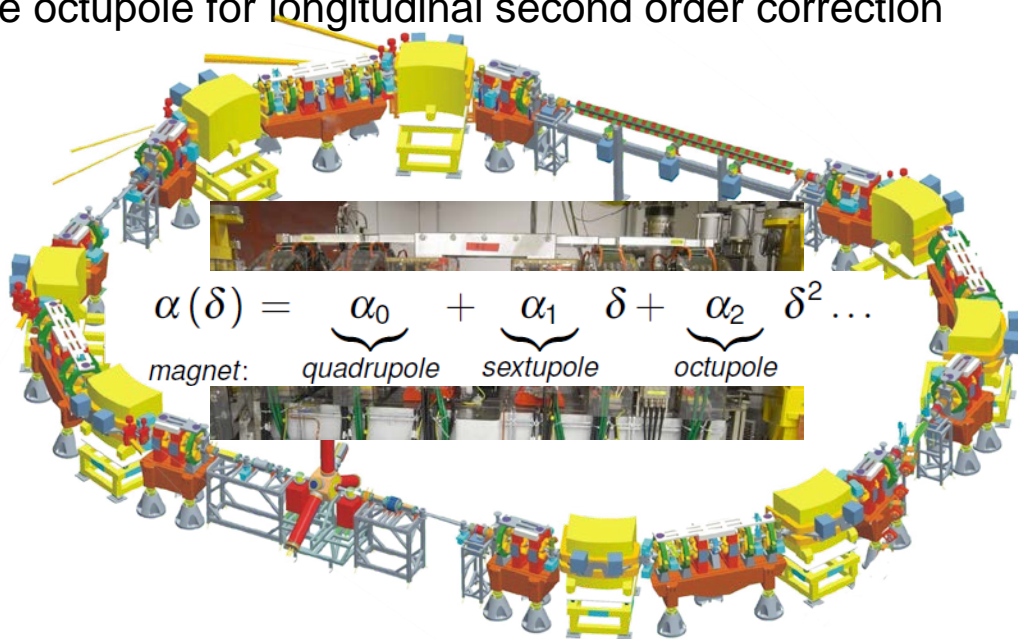 e octupole for longitudinal second order correction
α(δ) = α₀ + α₁ δ + α₂ δ² …
magnet: quadrupole sextupole octupole